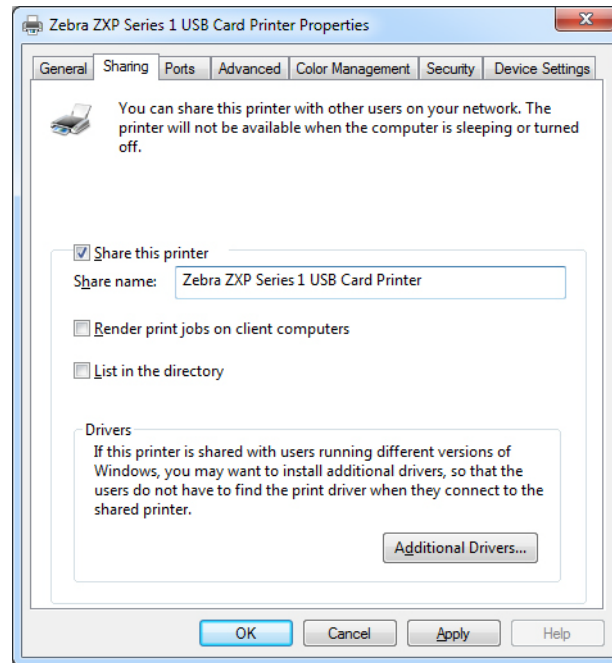 Zebra ZXP Series 1 USB Card Printer Properties
General Sharing Ports Advanced Color Management Security Device Settings
You can share this printer with other users on your network. The
printer will not be available when the computer is sleeping or turned
off.
Share this printer
Share name: Zebra ZXP Series 1 USB Card Printer
Render print jobs on client computers
List in the directory
Drivers
If this printer is shared with users running different versions of
Windows, you may want to install additional drivers, so that the
users do not have to find the print driver when they connect to the
shared printer.
Additional Drivers...
OK Cancel Apply Help